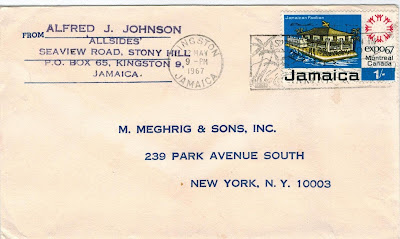 FROM ALFRED J. JOHNSON
'ALLSIDES'
SEAVIEW ROAD, STONY HILL
P.O. BOX 65, KINGSTON 9,
JAMAICA.
KINGSTON
MAY
9 - PM
1967
JAMAICA
Jamaican Pavilion
expo67
Montreal
Canada
Jamaica 1/-
M. MEGHRIG & SONS, INC.
239 PARK AVENUE SOUTH
NEW YORK, N. Y. 10003